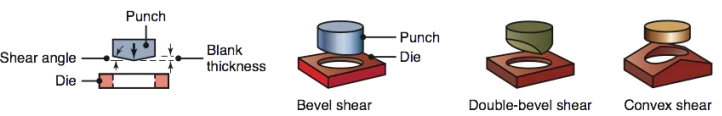 Punch
Shear angle
Blank
thickness
Die
Punch
Die
Bevel shear
Double-bevel shear
Convex shear